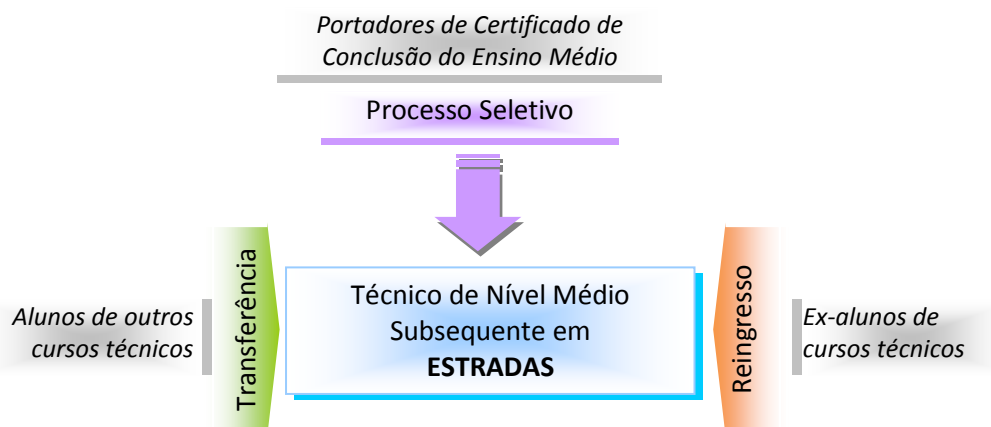 Portadores de Certificado de
Conclusão do Ensino Médio
Processo Seletivo
Transferência
Alunos de outros
cursos técnicos
Técnico de Nível Médio
Subsequente em
ESTRADAS
Reingresso
Ex-alunos de
cursos técnicos